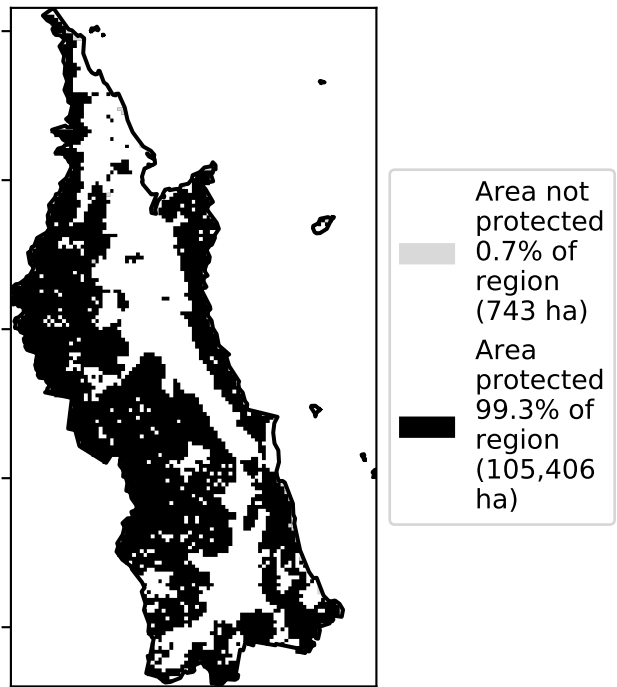 Area not
protected
0.7% of
region
(743 ha)
Area
protected
99.3% of
region
(105,406
ha)